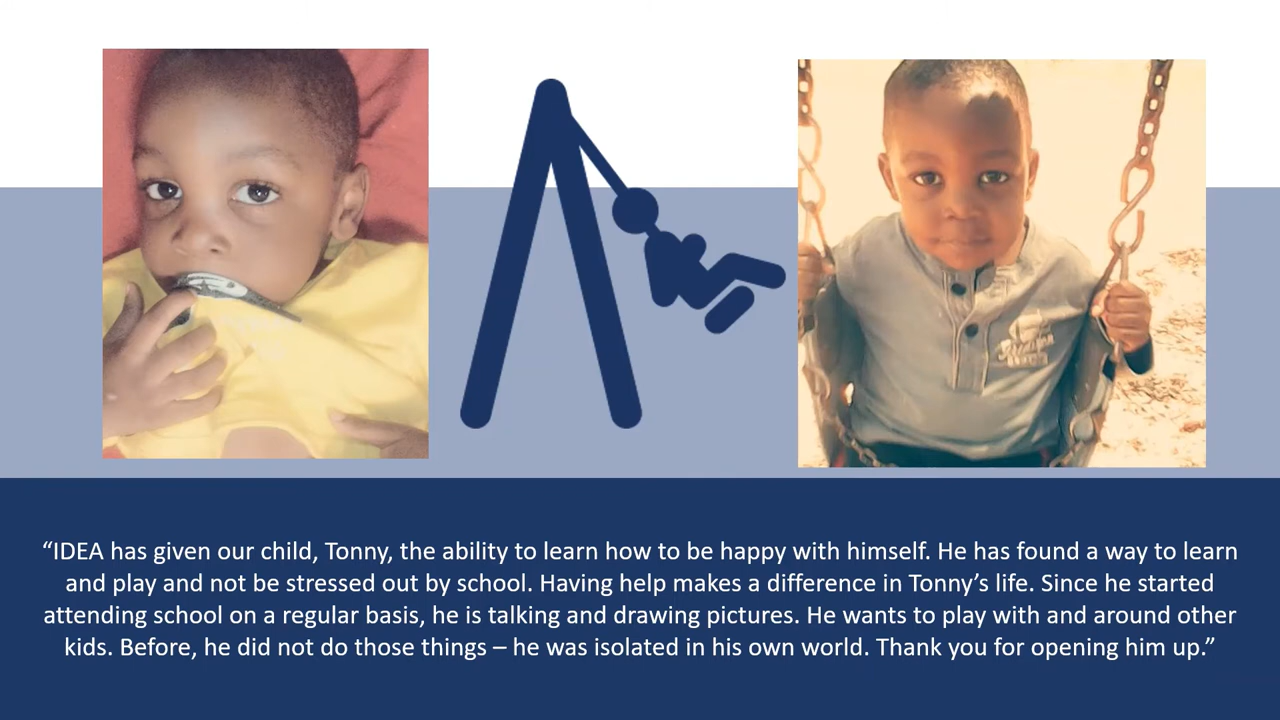 “IDEA has given our child, Tonny, the ability to learn how to be happy with himself. He has found a way to learn
and play and not be stressed out by school. Having help makes a difference in Tonny’s life. Since he started
attending school on a regular basis, he is talking and drawing pictures. He wants to play with and around other
kids. Before, he did not do those things – he was isolated in his own world. Thank you for opening him up.”